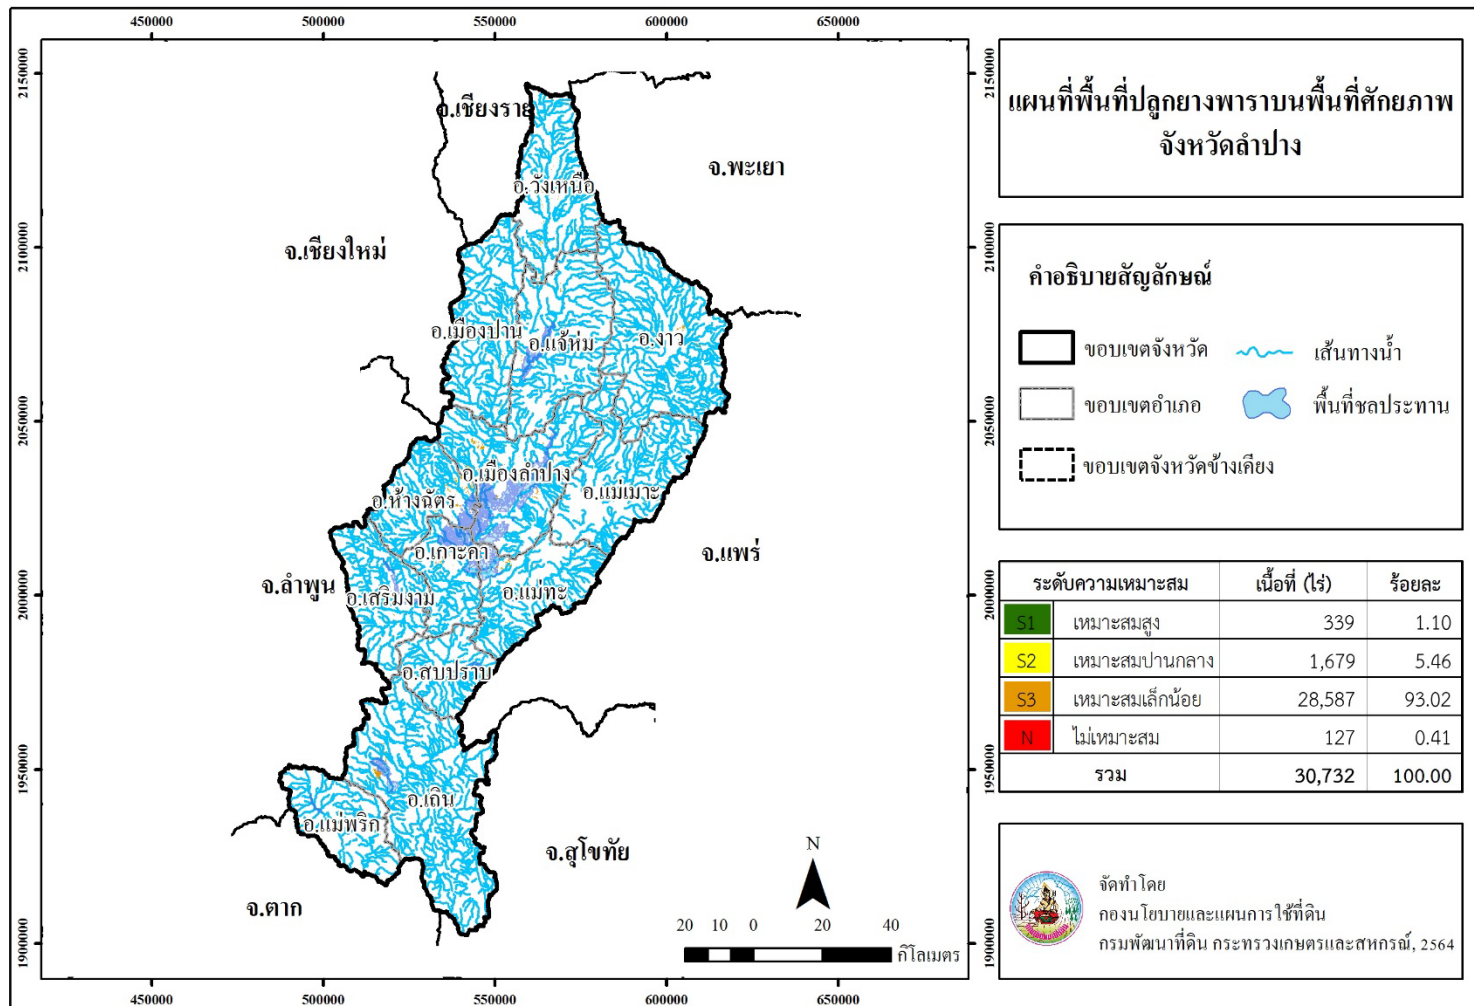 450000 500000 550000 600000 650000
2150000 2100000 2050000 2000000 1950000 1900000
จ.เชียงราย
จ.พะเยา
อ.วังเหนือ
จ.เชียงใหม่
อ.เมืองปาน
อ.แจ้ห่ม
อ.งาว
อ.เมืองลำปาง
อ.ห้างฉัตร
อ.แม่เมาะ
อ.เกาะคา
จ.แพร่
จ.ลำพูน
อ.เสริมงาม
อ.แม่ทะ
อ.สบปราบ
อ.เถิน
อ.แม่พริก
จ.สุโขทัย
จ.ตาก
N
20 10 0 20 40
กิโลเมตร
450000 500000 550000 600000 650000
2150000 2100000 2050000 2000000 1950000 1900000
แผนที่พื้นที่ปลูกยางพาราบนพื้นที่ศักยภาพ
จังหวัดลำปาง
คำอธิบายสัญลักษณ์
ขอบเขตจังหวัด เส้นทางน้ำ
ขอบเขตอำเภอ พื้นที่ชลประทาน
ขอบเขตจังหวัดข้างเคียง
ระดับความเหมาะสม เนื้อที่ (ไร่) ร้อยละ
S1 เหมาะสมสูง 339 1.10
S2 เหมาะสมปานกลาง 1,679 5.46
S3 เหมาะสมเล็กน้อย 28,587 93.02
N ไม่เหมาะสม 127 0.41
รวม 30,732 100.00
จัดทำโดย
กองนโยบายและแผนการใช้ที่ดิน
กรมพัฒนาที่ดิน กระทรวงเกษตรและสหกรณ์, 2564